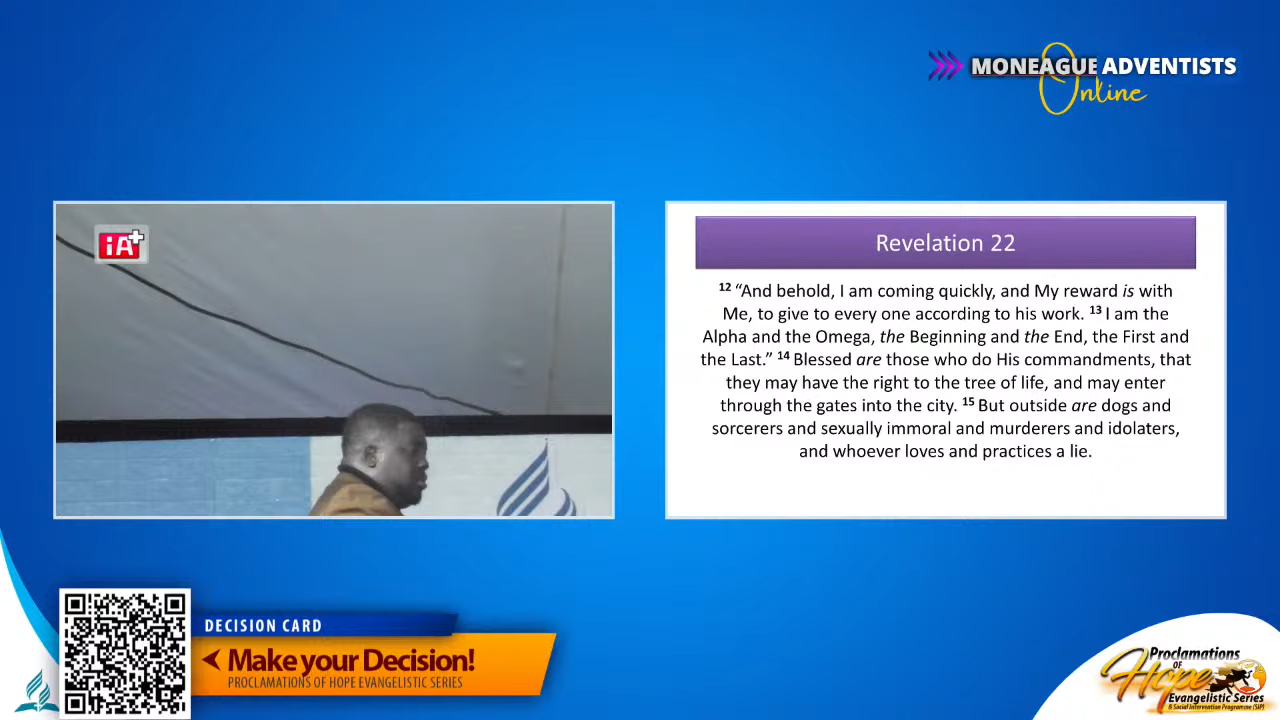 MONEAGUE ADVENTISTS
Online
iA+
Revelation 22
12 “And behold, I am coming quickly, and My reward is with
Me, to give to every one according to his work. 13 I am the
Alpha and the Omega, the Beginning and the End, the First and
the Last.” 14 Blessed are those who do His commandments, that
they may have the right to the tree of life, and may enter
through the gates into the city. 15 But outside are dogs and
sorcerers and sexually immoral and murderers and idolaters,
and whoever loves and practices a lie.
DECISION CARD
Make your Decision!
PROCLAMATIONS OF HOPE EVANGELISTIC SERIES
Proclamations
OF
Hope
Evangelistic Series
& Social Intervention Programme (SIP)